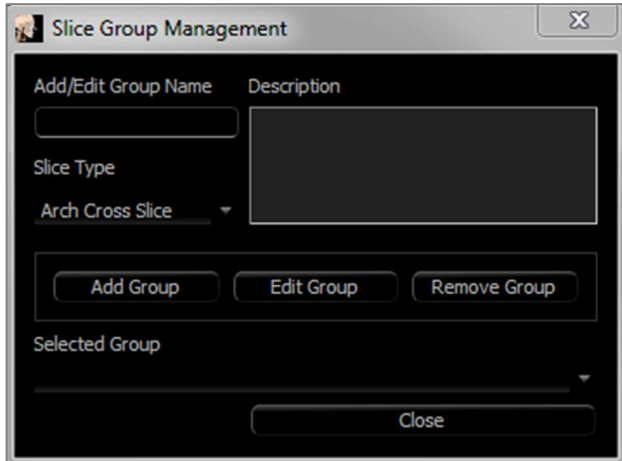 Slice Group Management
Add/Edit Group Name
Description
Slice Type
Arch Cross Slice
Add Group
Edit Group
Remove Group
Selected Group
Close